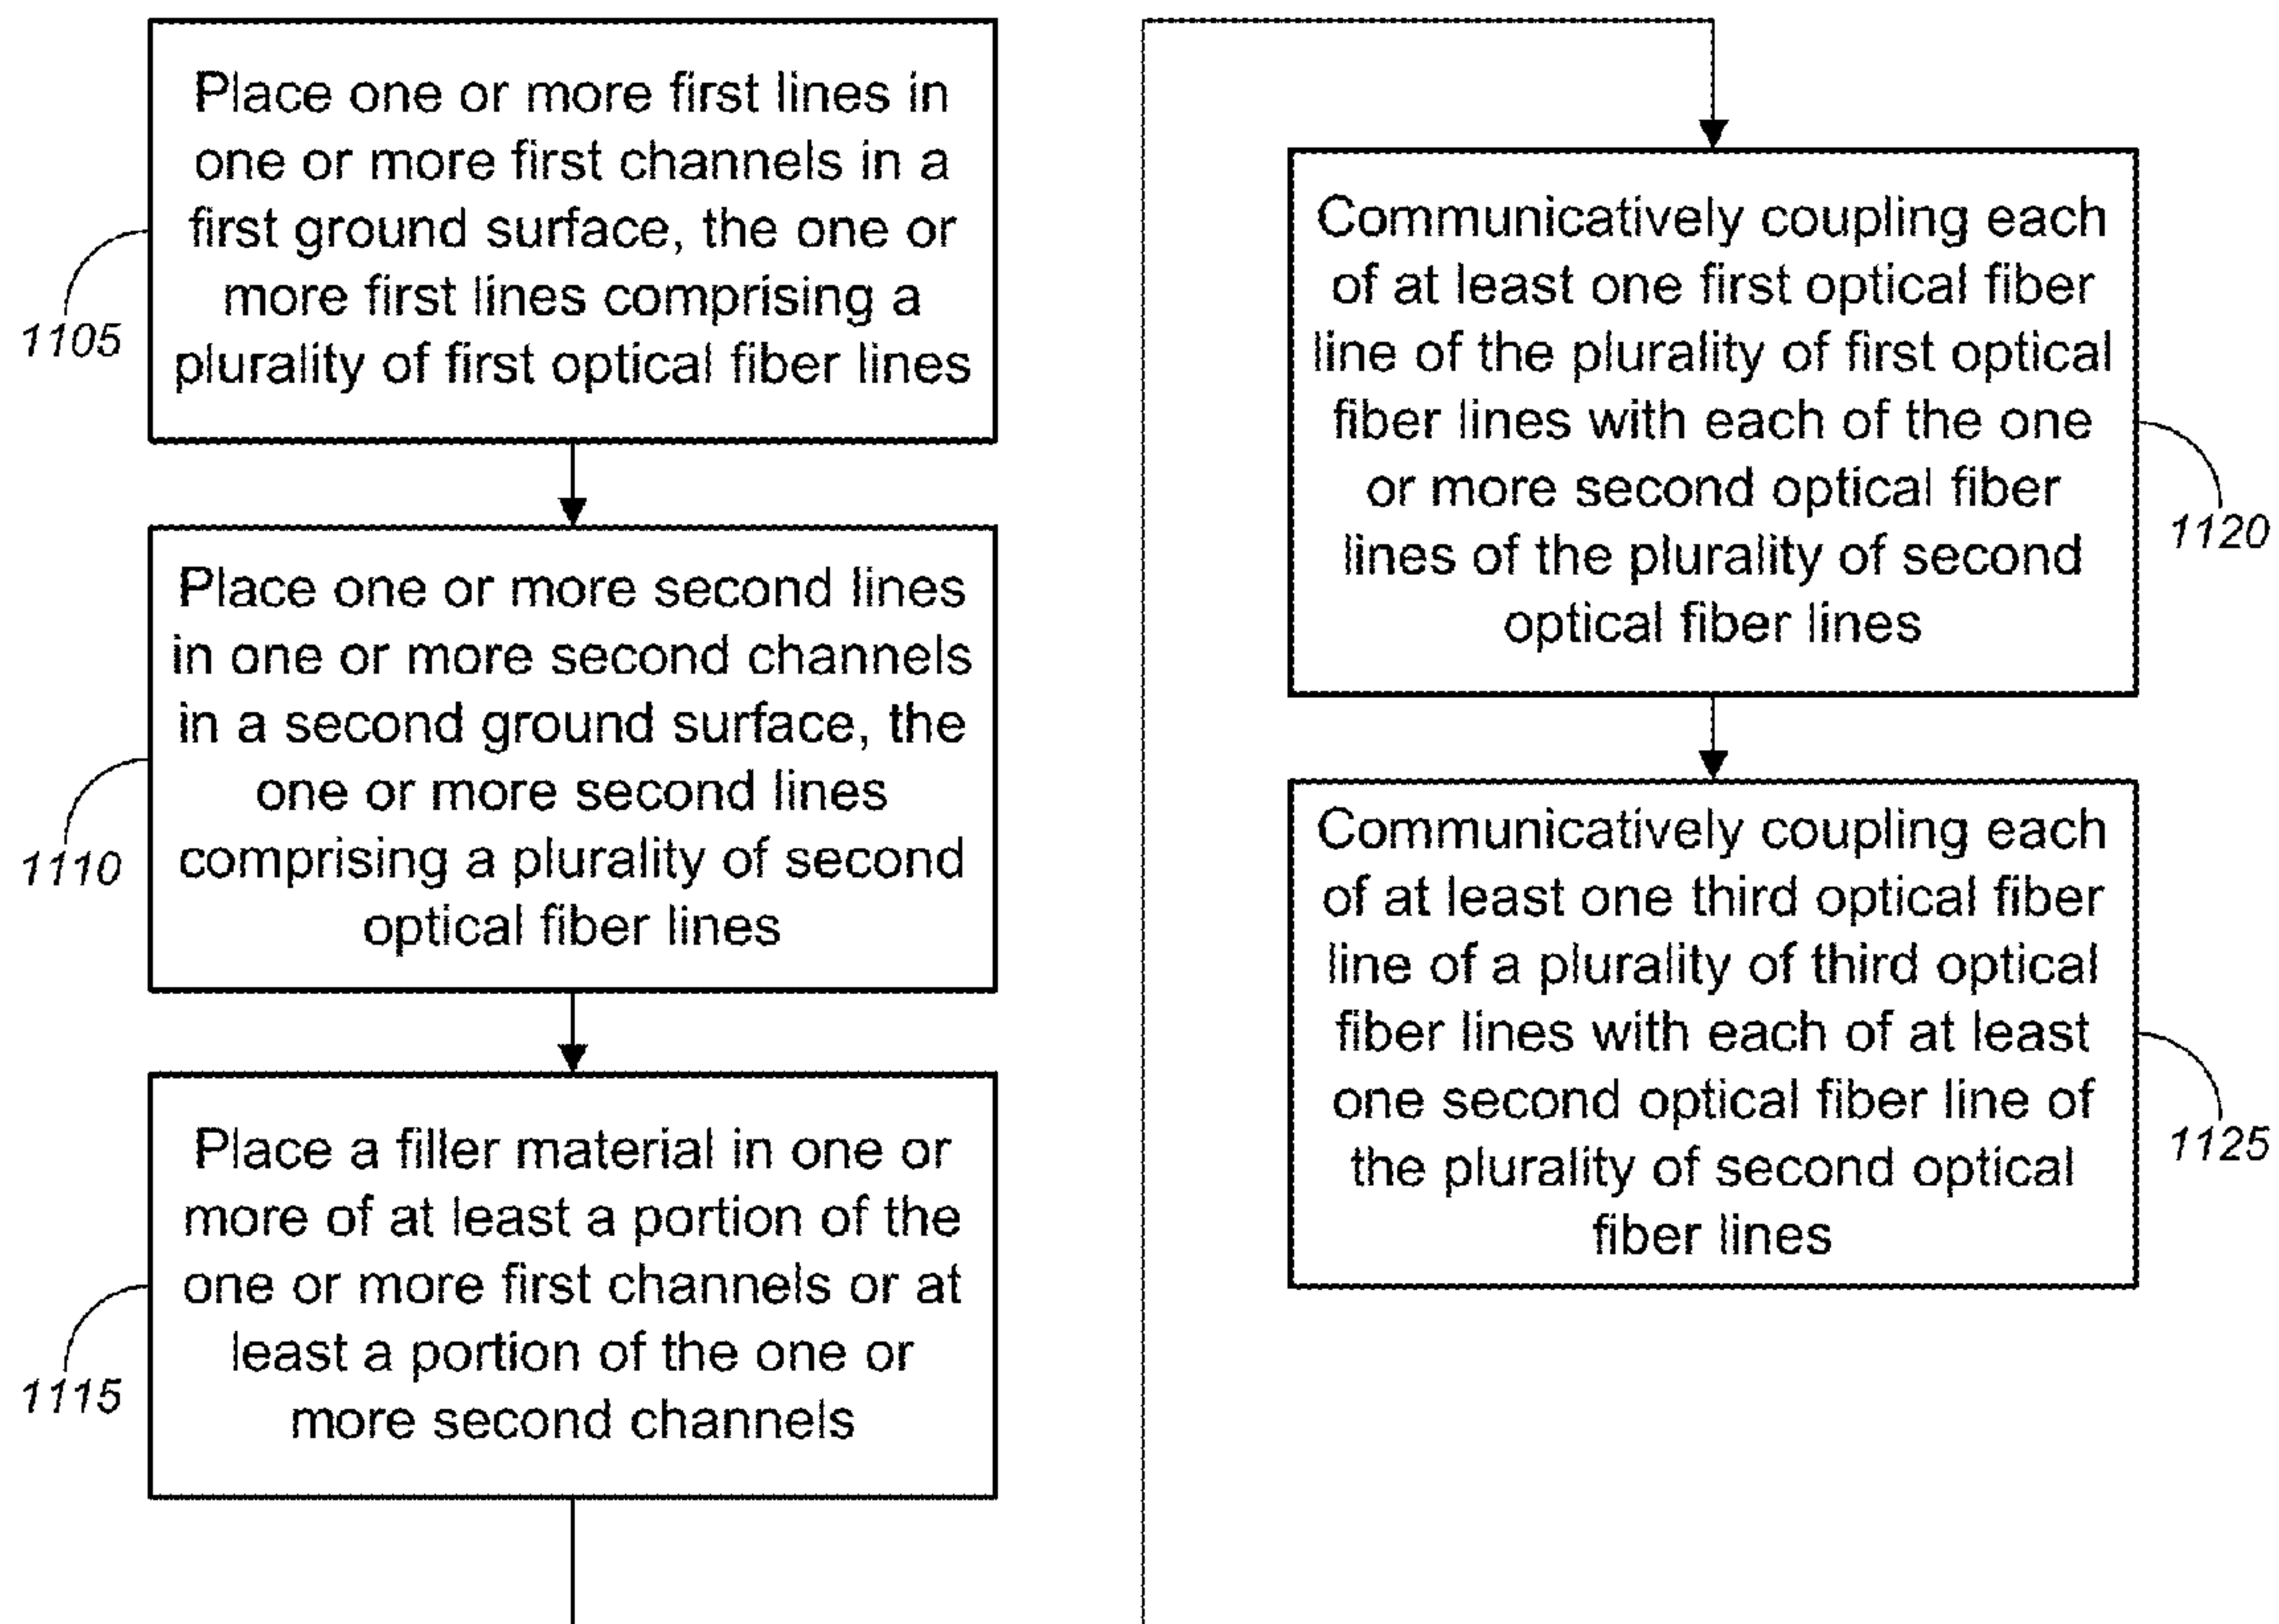 Place one or more first lines in
one or more first channels in a
first ground surface, the one or
more first lines comprising a
plurality of first optical fiber lines
1105
Place one or more second lines
in one or more second channels
in a second ground surface, the
one or more second lines
comprising a plurality of second
optical fiber lines
1110
Place a filler material in one or
more of at least a portion of the
one or more first channels or at
least a portion of the one or
more second channels
1115
Communicatively coupling each
of at least one first optical fiber
line of the plurality of first optical
fiber lines with each of the one
or more second optical fiber
lines of the plurality of second
optical fiber lines
1120
Communicatively coupling each
of at least one third optical fiber
line of a plurality of third optical
fiber lines with each of at least
one second optical fiber line of
the plurality of second optical
fiber lines
1125